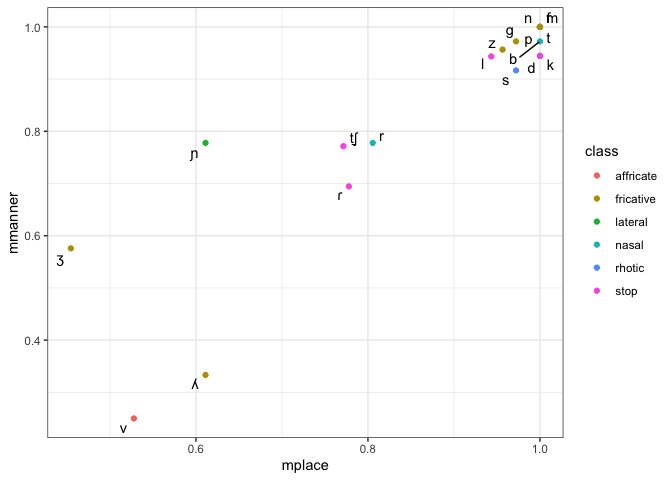 1.0
0.8
0.6
0.4
mmanner
n fm
g
z p t
l b
d k
s
ɲ
tʃ r
ɾ
ʒ
ʎ
v
0.6 0.8 1.0
mplace
class
affricate
fricative
lateral
nasal
rhotic
stop